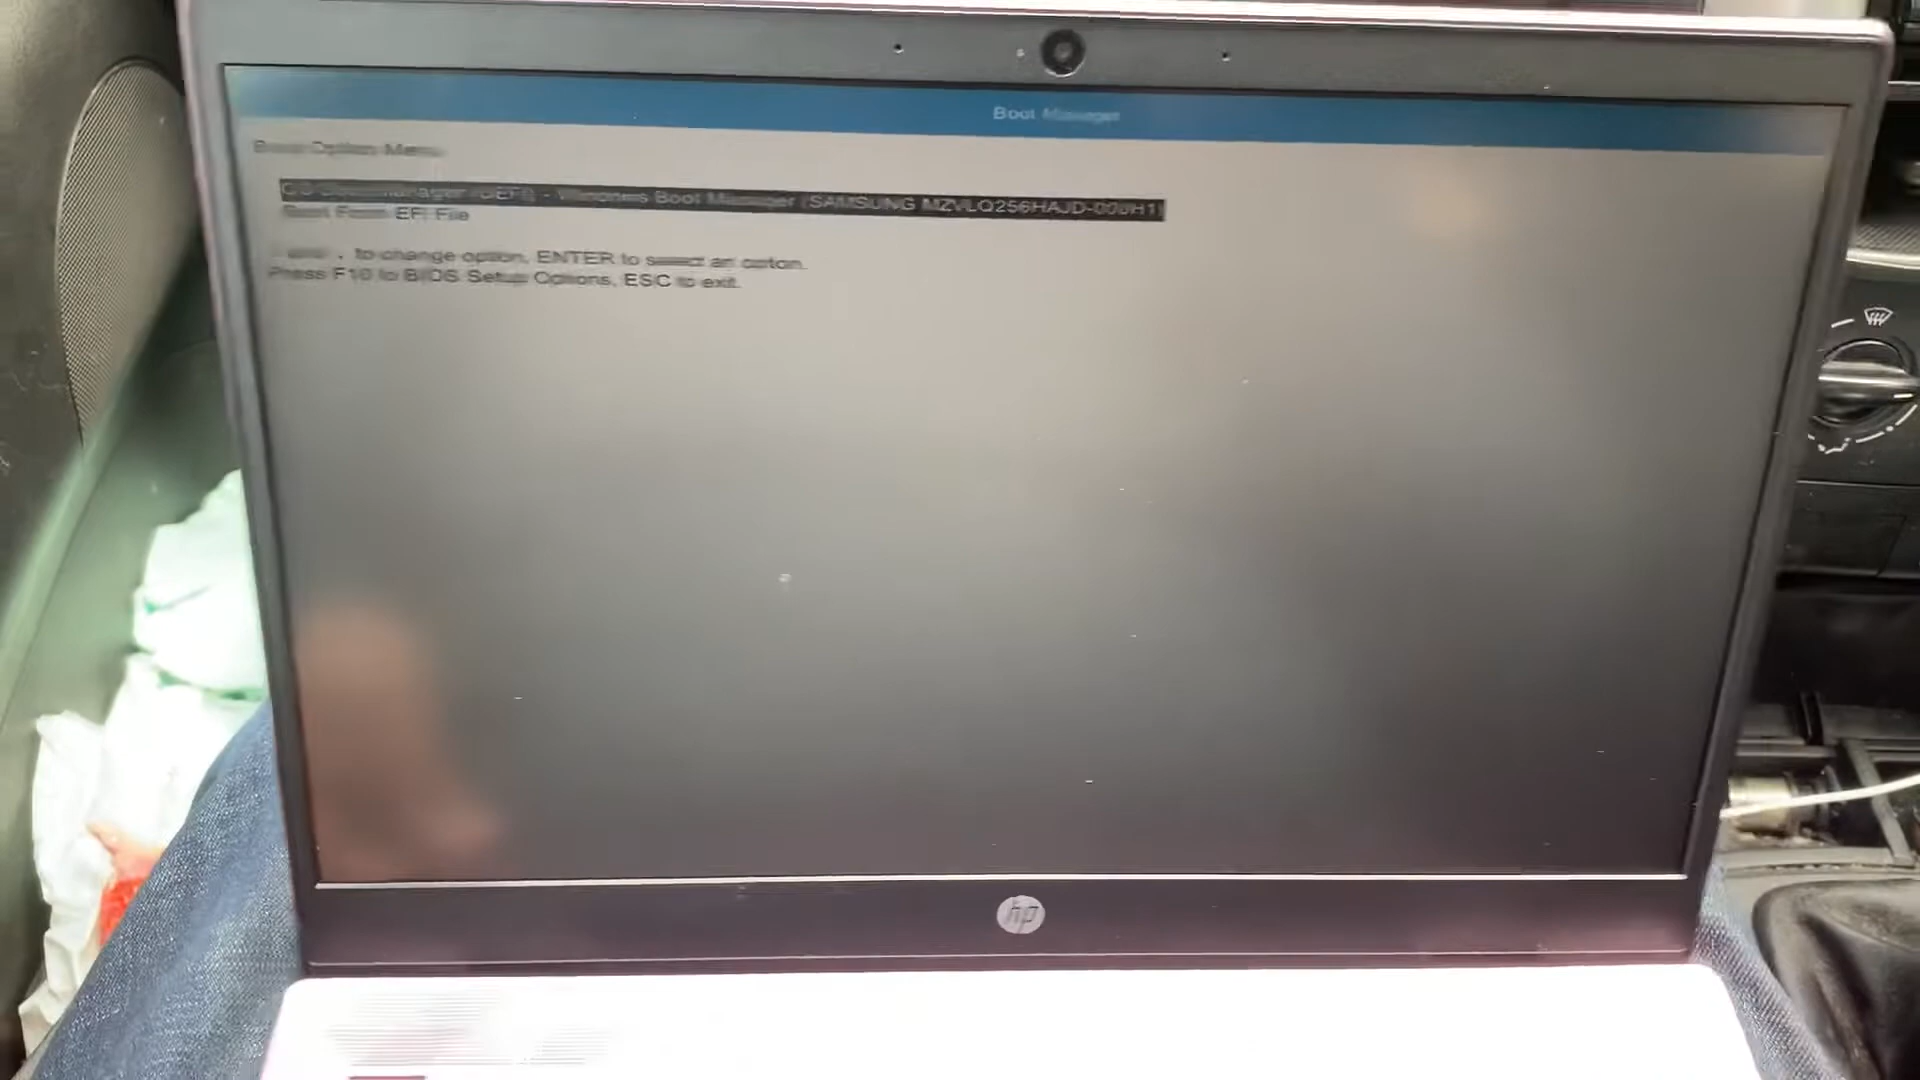 Boot Manager
Boot Option Menu
OS Boot Manager (UEFI) - Windows Boot Manager (SAMSUNG MZVLQ256HAJD-000H1)
Boot From EFI File
and , to change option, ENTER to select an option.
Press F10 to BIOS Setup Options, ESC to exit.
hp